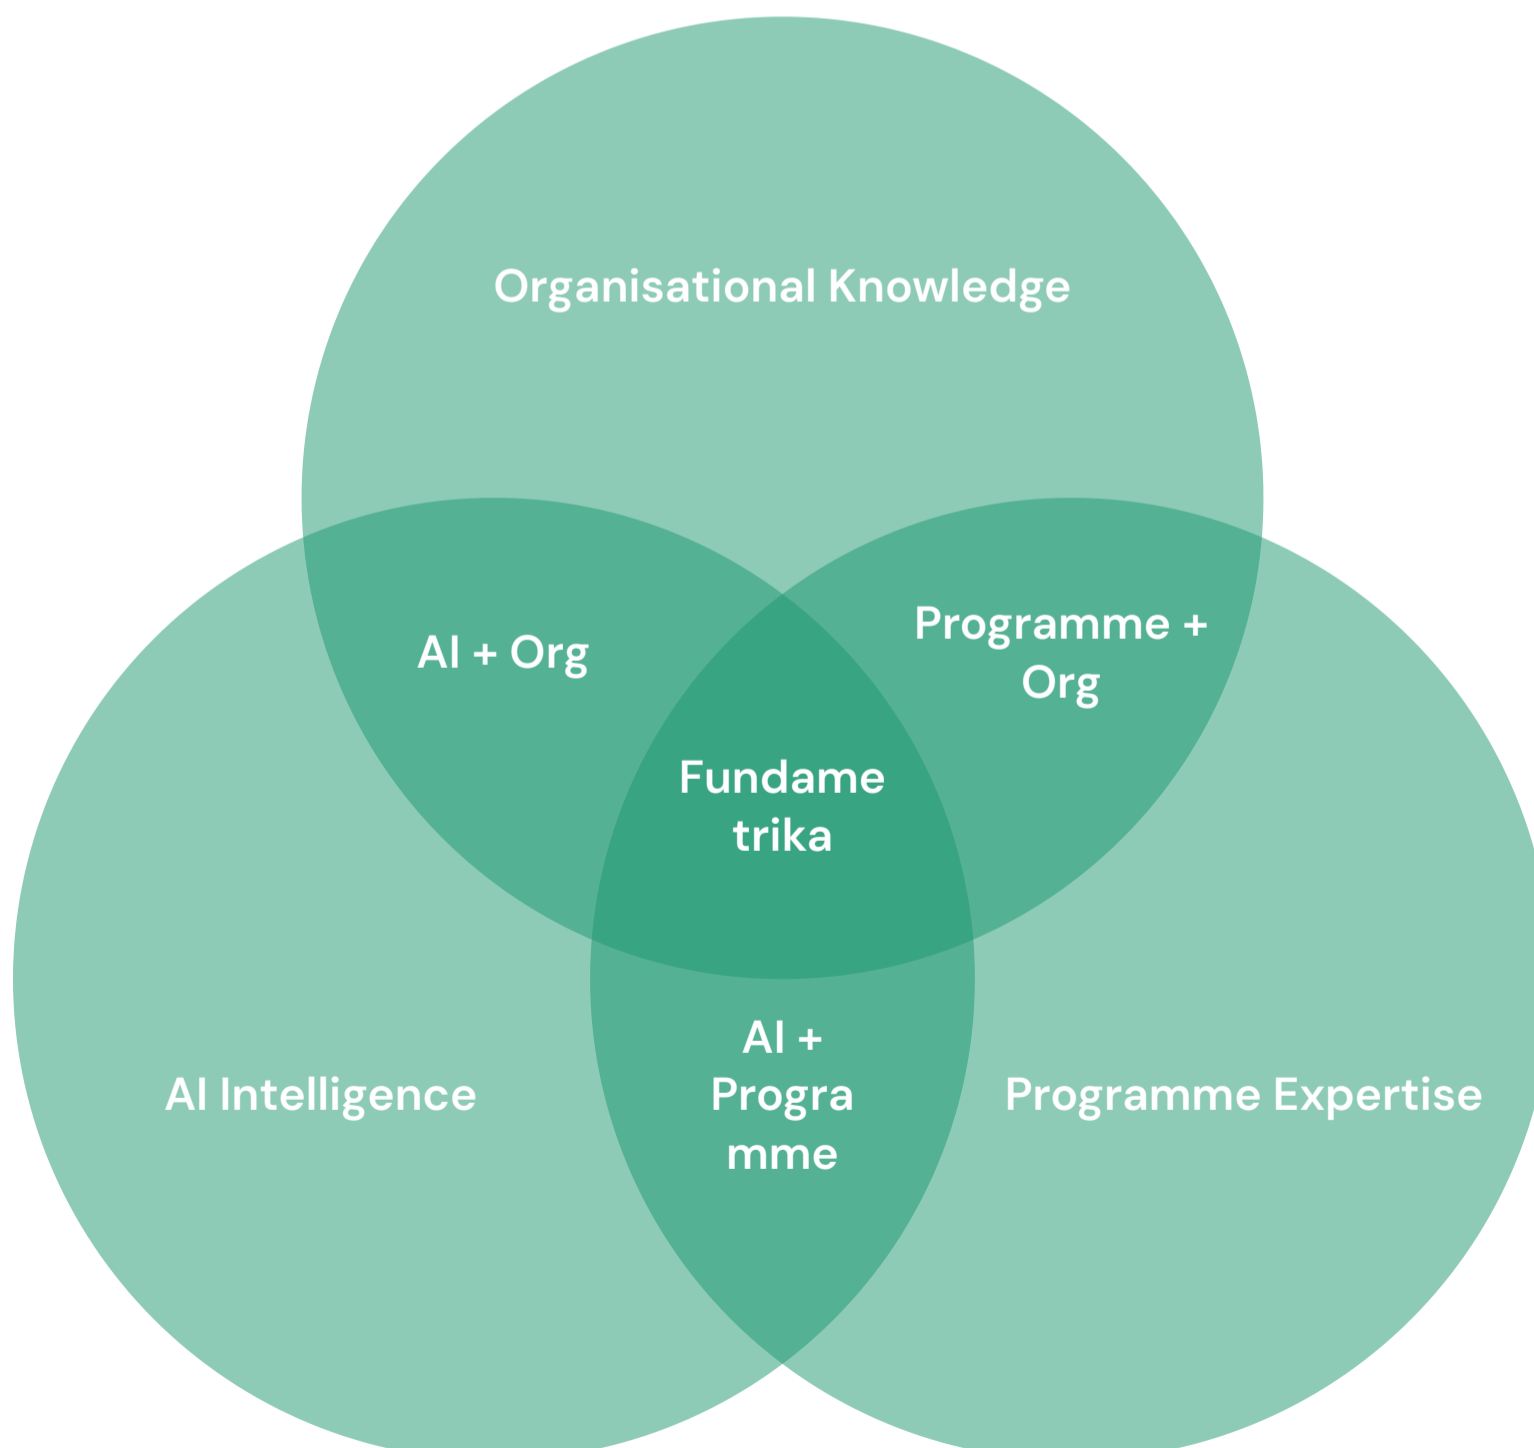 Organisational Knowledge
AI + Org
Programme +
Org
Fundame
trika
AI +
Progra
mme
AI Intelligence
Programme Expertise